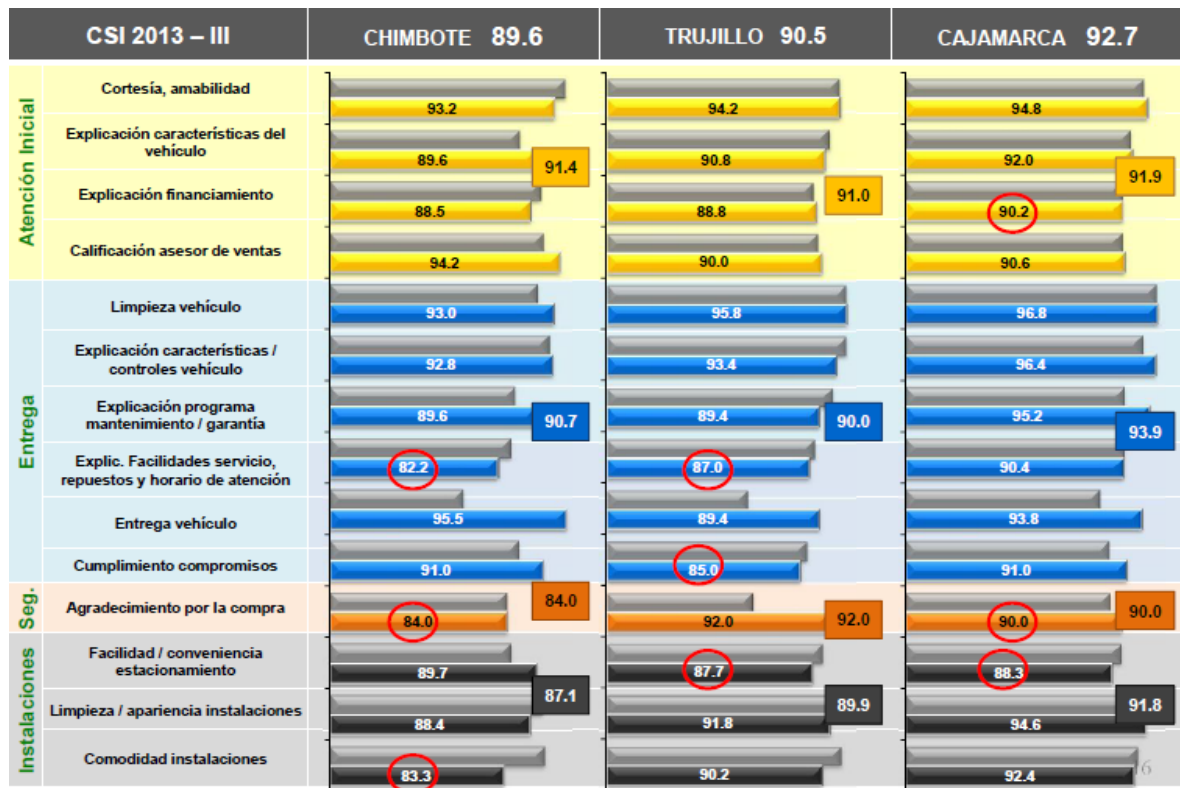 CSI 2013 – III
CHIMBOTE 89.6
TRUJILLO 90.5
CAJAMARCA 92.7
Atención Inicial
Cortesía, amabilidad
93.2
94.2
94.8
Explicación características del
vehículo
89.6
90.8
92.0
91.4
91.0
91.9
Explicación financiamiento
88.5
88.8
90.2
Calificación asesor de ventas
94.2
90.0
90.6
Entrega
Limpieza vehículo
93.0
95.8
96.8
Explicación características /
controles vehículo
92.8
93.4
96.4
Explicación programa
mantenimiento / garantía
89.6
89.4
95.2
90.7
90.0
93.9
Explic. Facilidades servicio,
repuestos y horario de atención
82.2
87.0
90.4
Entrega vehículo
95.5
89.4
93.8
Cumplimiento compromisos
91.0
85.0
91.0
Seg.
Agradecimiento por la compra
84.0
92.0
90.0
84.0
92.0
90.0
Instalaciones
Facilidad / conveniencia
estacionamiento
89.7
87.7
88.3
87.1
89.9
91.8
Limpieza / apariencia instalaciones
88.4
91.8
94.6
Comodidad instalaciones
83.3
90.2
92.4